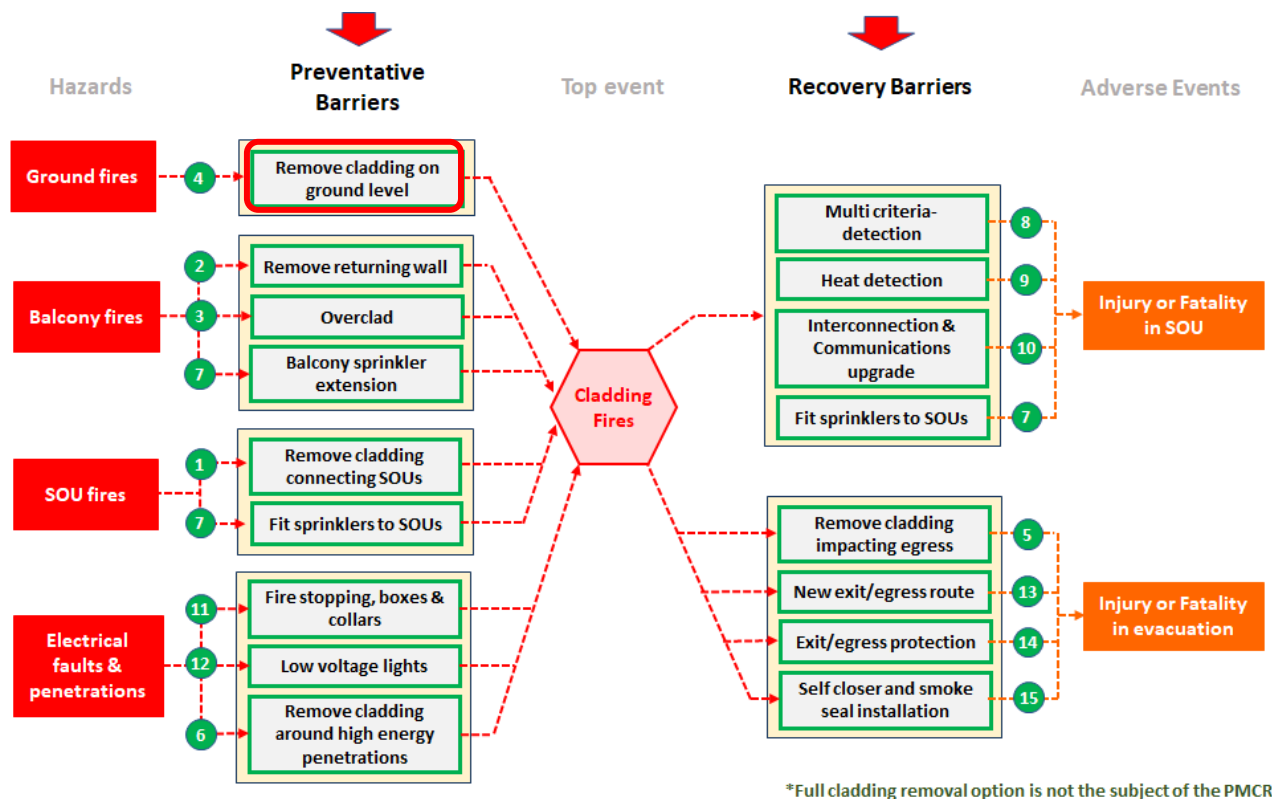 Hazards
Preventative
Barriers
Top event
Recovery Barriers
Adverse Events
Ground fires
4
Remove cladding on
ground level
Balcony fires
2
Remove returning wall
3
Overclad
7
Balcony sprinkler
extension
SOU fires
1
Remove cladding
connecting SOUs
7
Fit sprinklers to SOUs
Electrical
faults &
penetrations
11
Fire stopping, boxes &
collars
12
Low voltage lights
6
Remove cladding
around high energy
penetrations
Cladding
Fires
Multi criteria-
detection
8
Heat detection
9
Interconnection &
Communications
upgrade
10
Fit sprinklers to SOUs
7
Injury or Fatality
in SOU
Remove cladding
impacting egress
5
New exit/egress route
13
Exit/egress protection
14
Self closer and smoke
seal installation
15
Injury or Fatality
in evacuation
*Full cladding removal option is not the subject of the PMCR